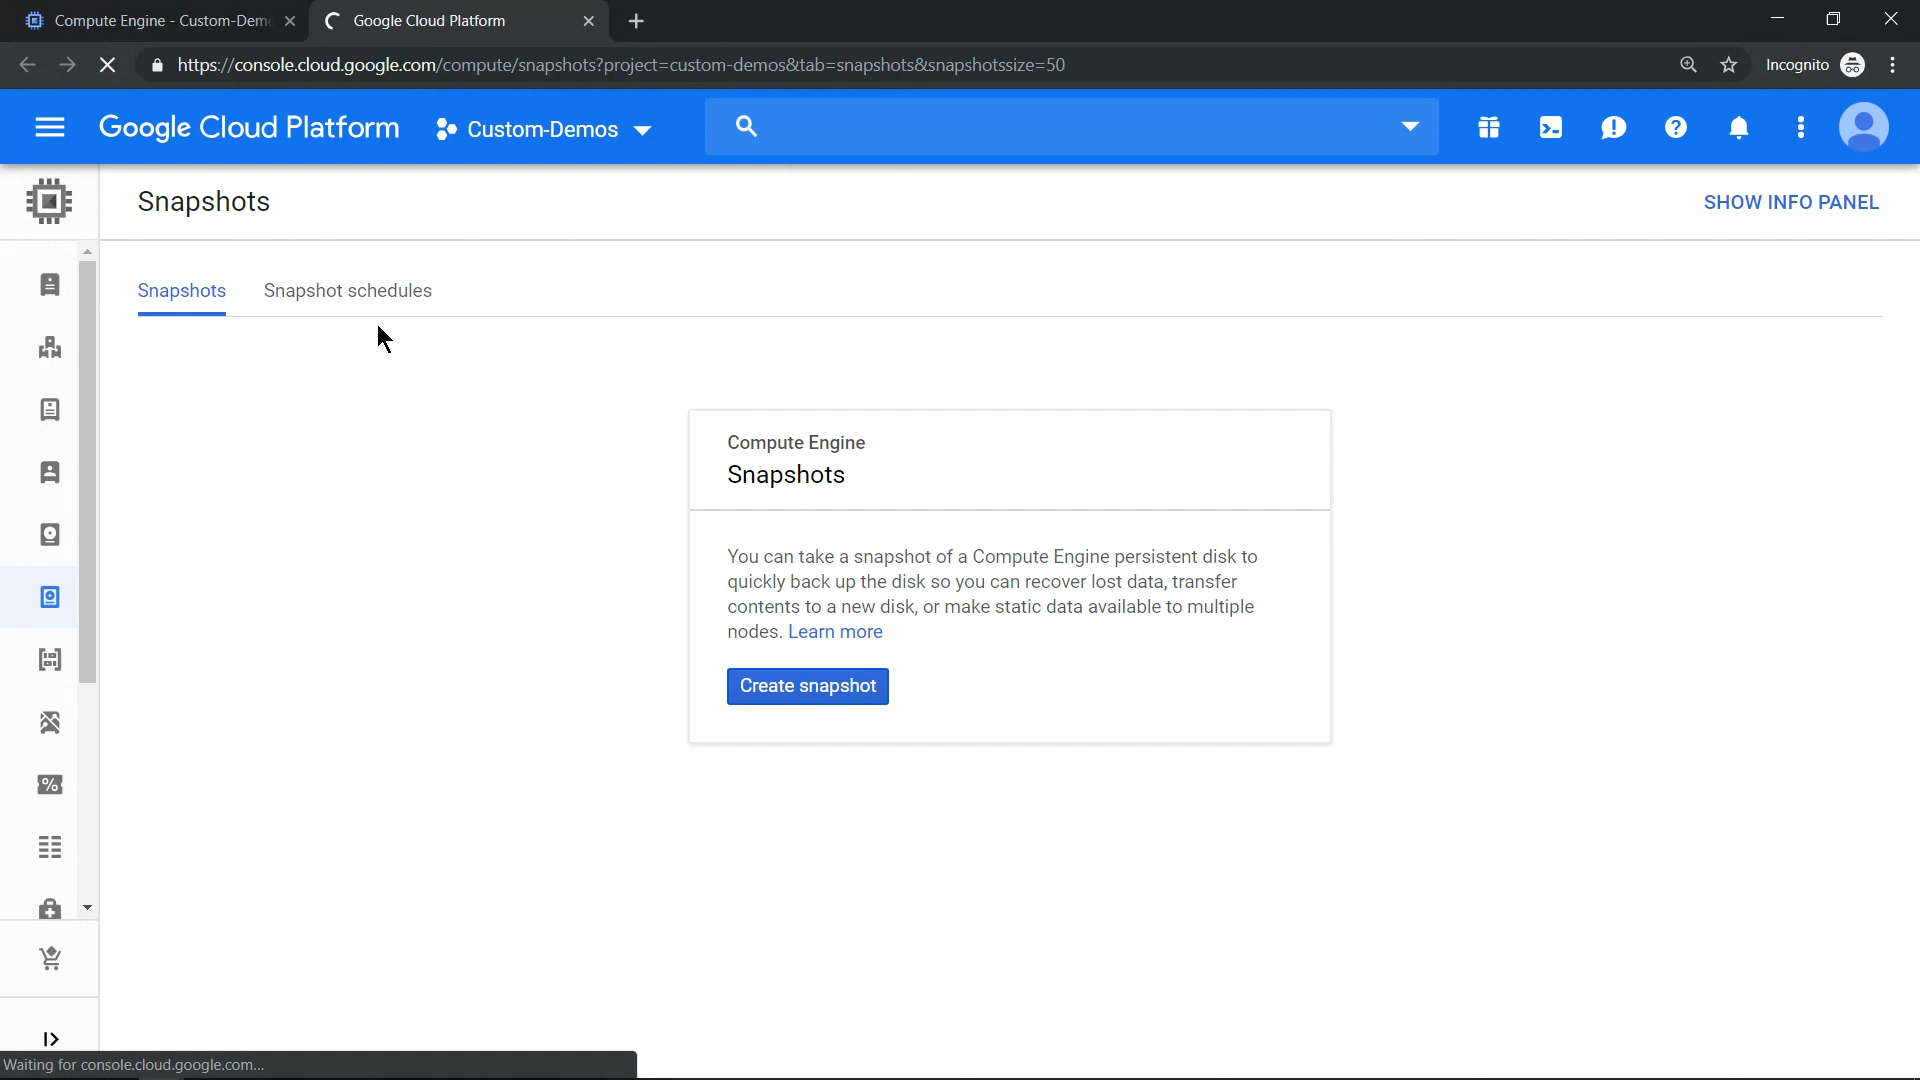 Compute Engine - Custom-Dem
Google Cloud Platform
https://console.cloud.google.com/compute/snapshots?project=custom-demos&tab=snapshots&snapshotssize=50
Incognito
Google Cloud Platform
Custom-Demos
Snapshots
SHOW INFO PANEL
Snapshots
Snapshot schedules
Compute Engine
Snapshots
You can take a snapshot of a Compute Engine persistent disk to
quickly back up the disk so you can recover lost data, transfer
contents to a new disk, or make static data available to multiple
nodes. Learn more
Create snapshot
Waiting for console.cloud.google.com...